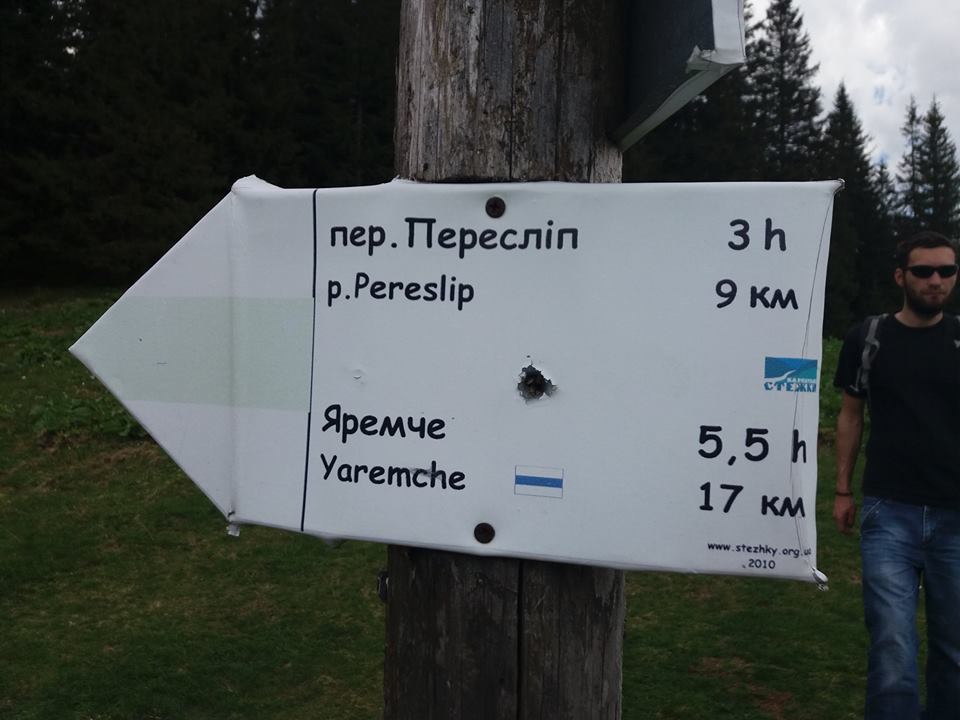 пер.Пересліп 3 h
p.Pereslip 9 км
СТЕЖКИ
Яремче 5,5 h
Yaremche 17 км
www.stezhky.org.ua
2010